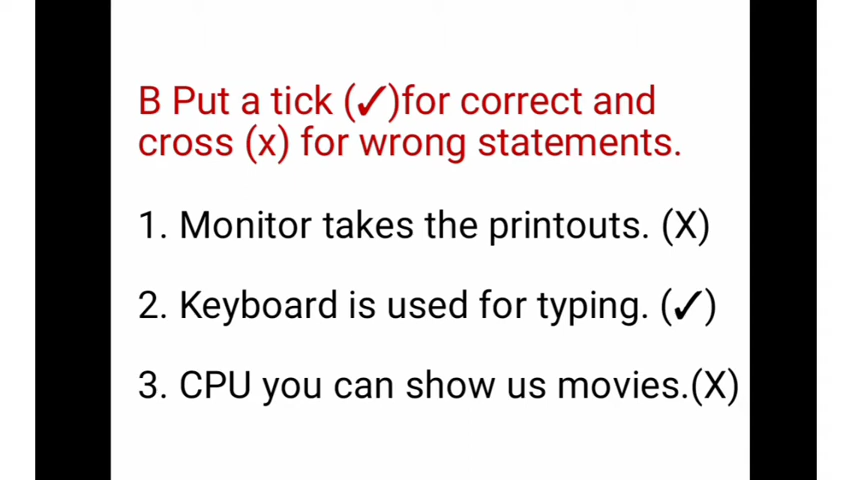 B Put a tick (✓)for correct and
cross (x) for wrong statements.
1. Monitor takes the printouts. (X)
2. Keyboard is used for typing. (✓)
3. CPU you can show us movies.(X)